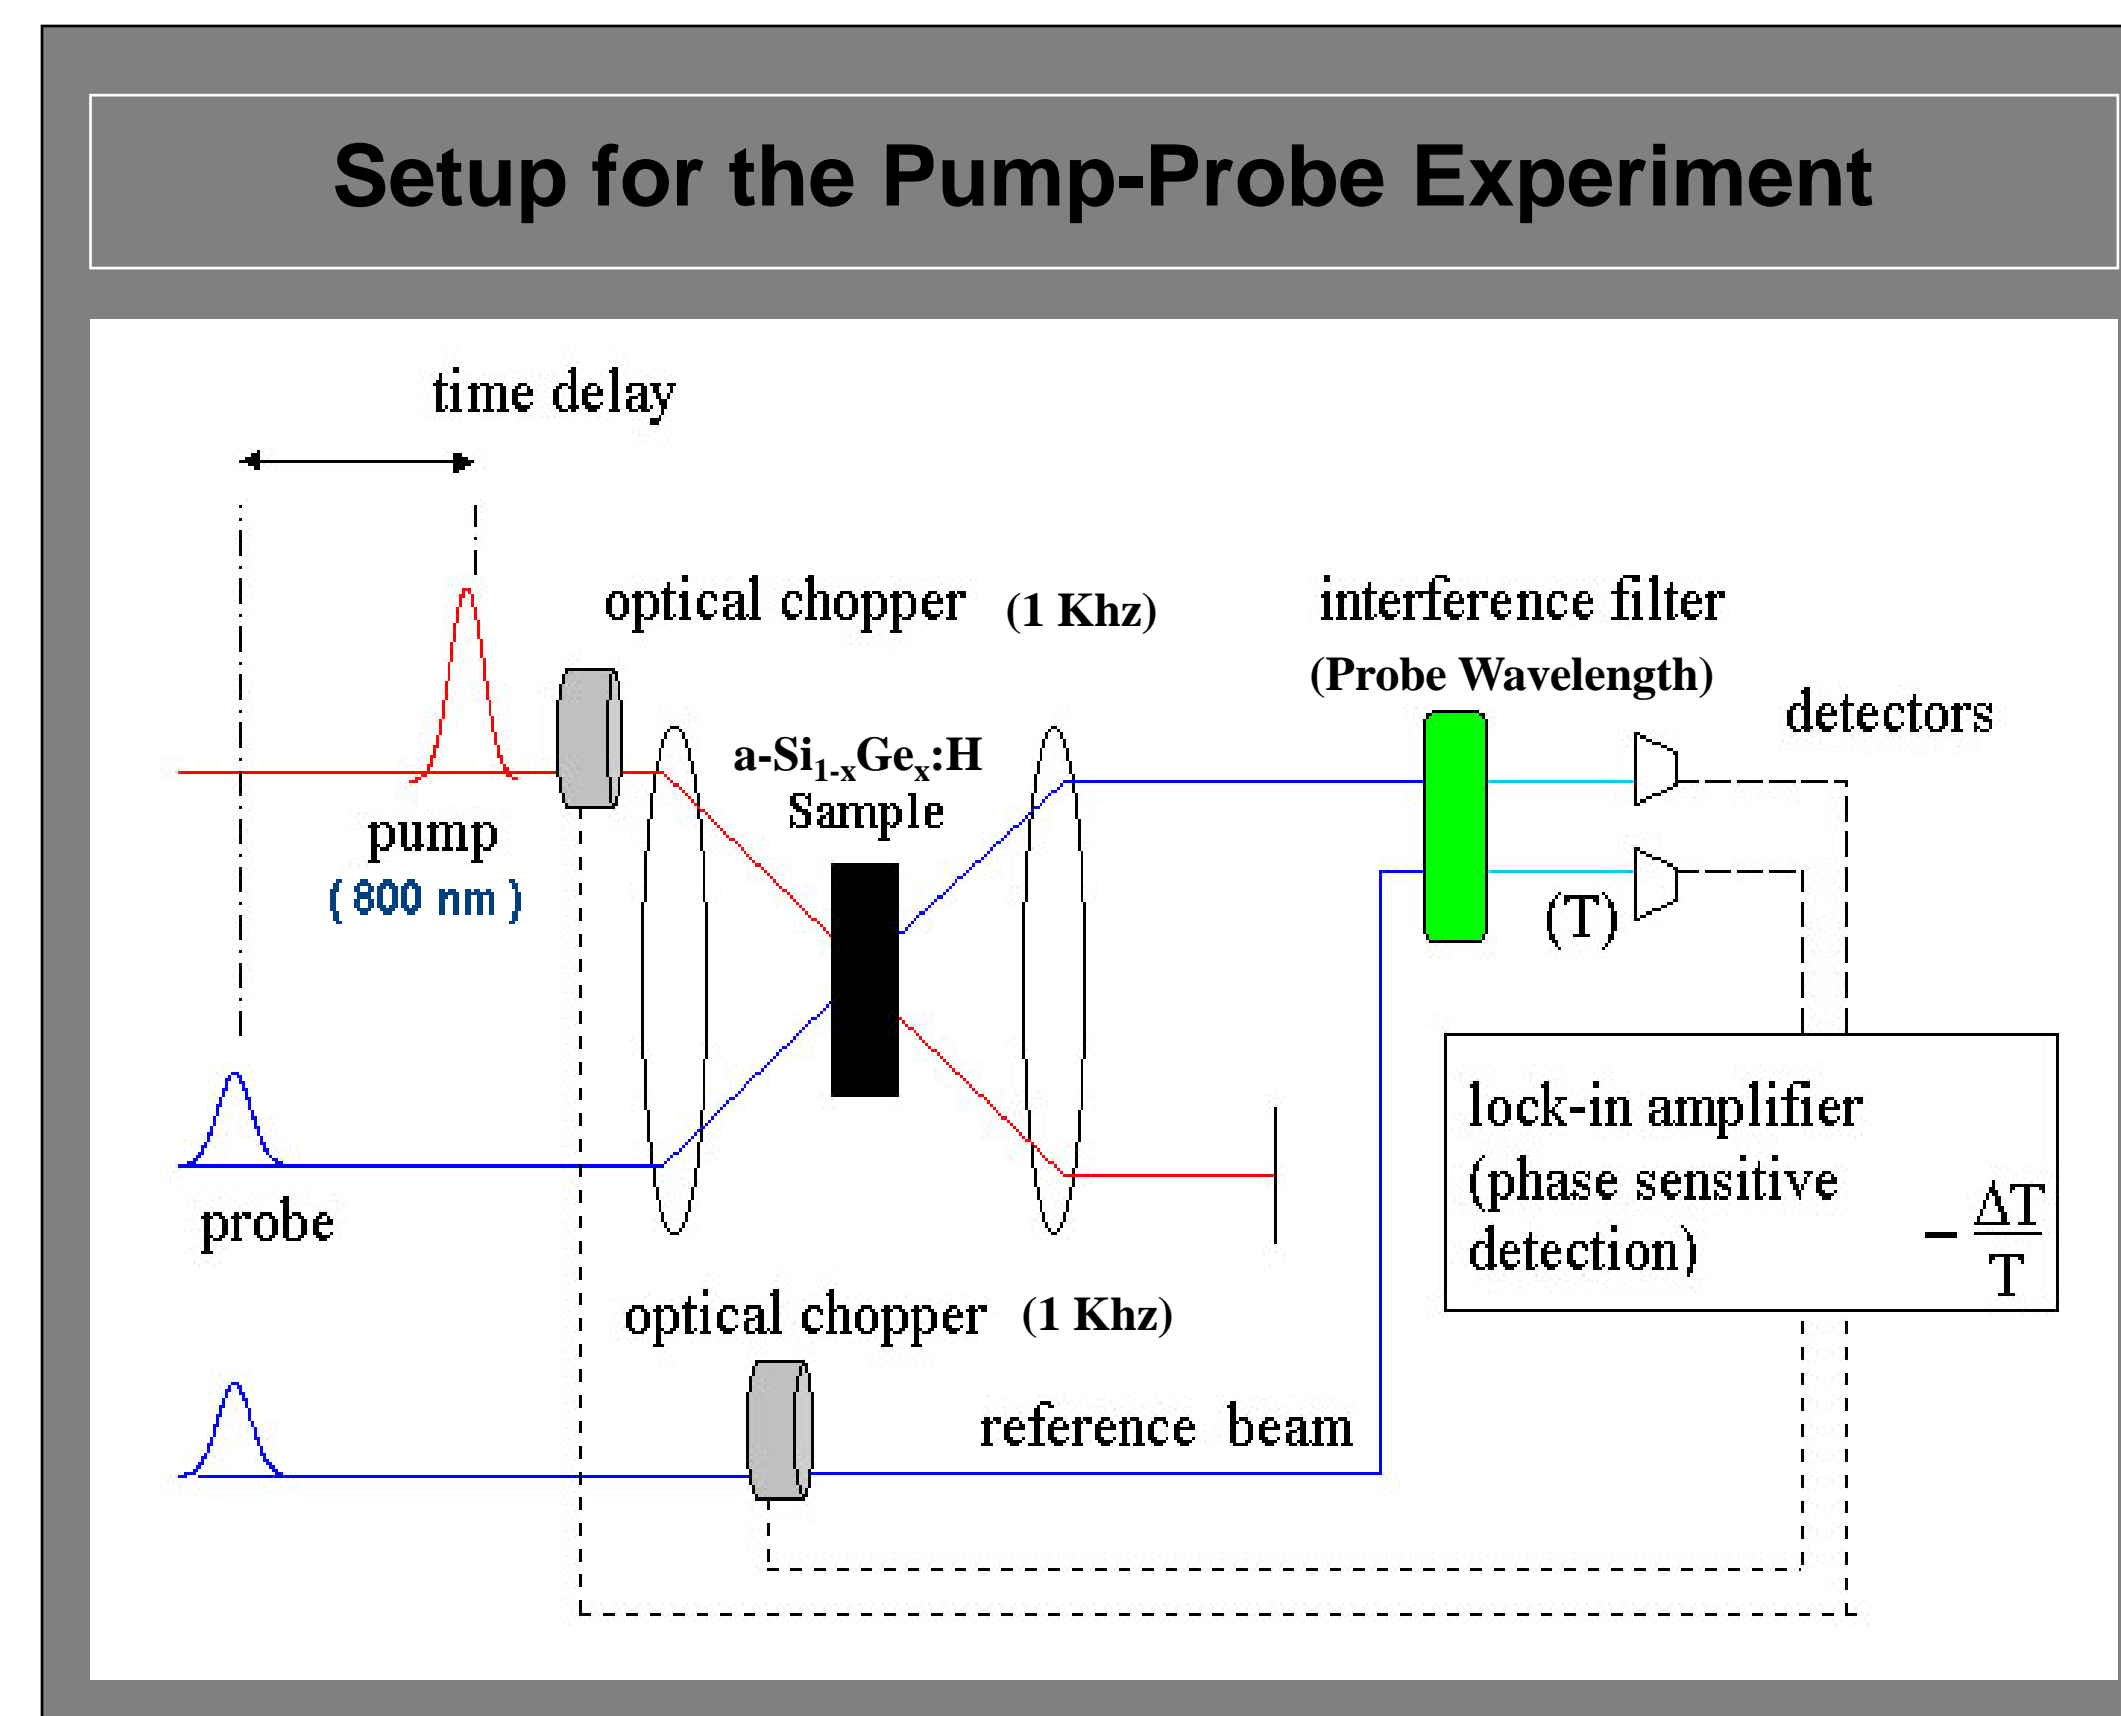 Setup for the Pump-Probe Experiment
time delay
optical chopper (1 Khz)
interference filter
(Probe Wavelength)
detectors
a-Si₁₋ₓGeₓ:H
Sample
pump
( 800 nm )
(T)
probe
lock-in amplifier
(phase sensitive
detection)
− ΔT
T
optical chopper (1 Khz)
reference beam